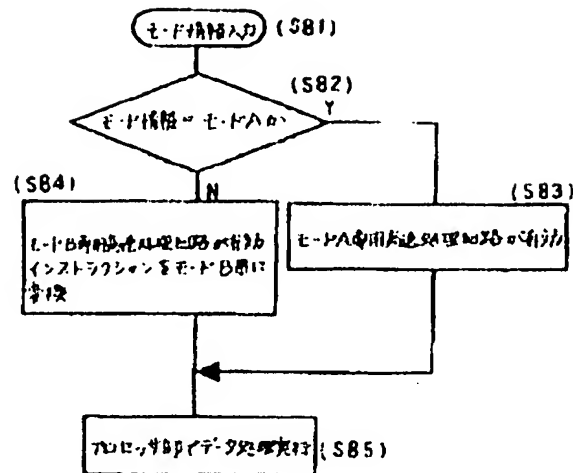 モード情報入力 (S81)
(S82)
モード情報＝モードAか
Y
(S84)
N
(S83)
モードB専用高速処理回路が有効
インストラクションをモードB用に
変換
モードA専用高速処理回路が有効
プロセッサ部でデータ処理実行 (S85)